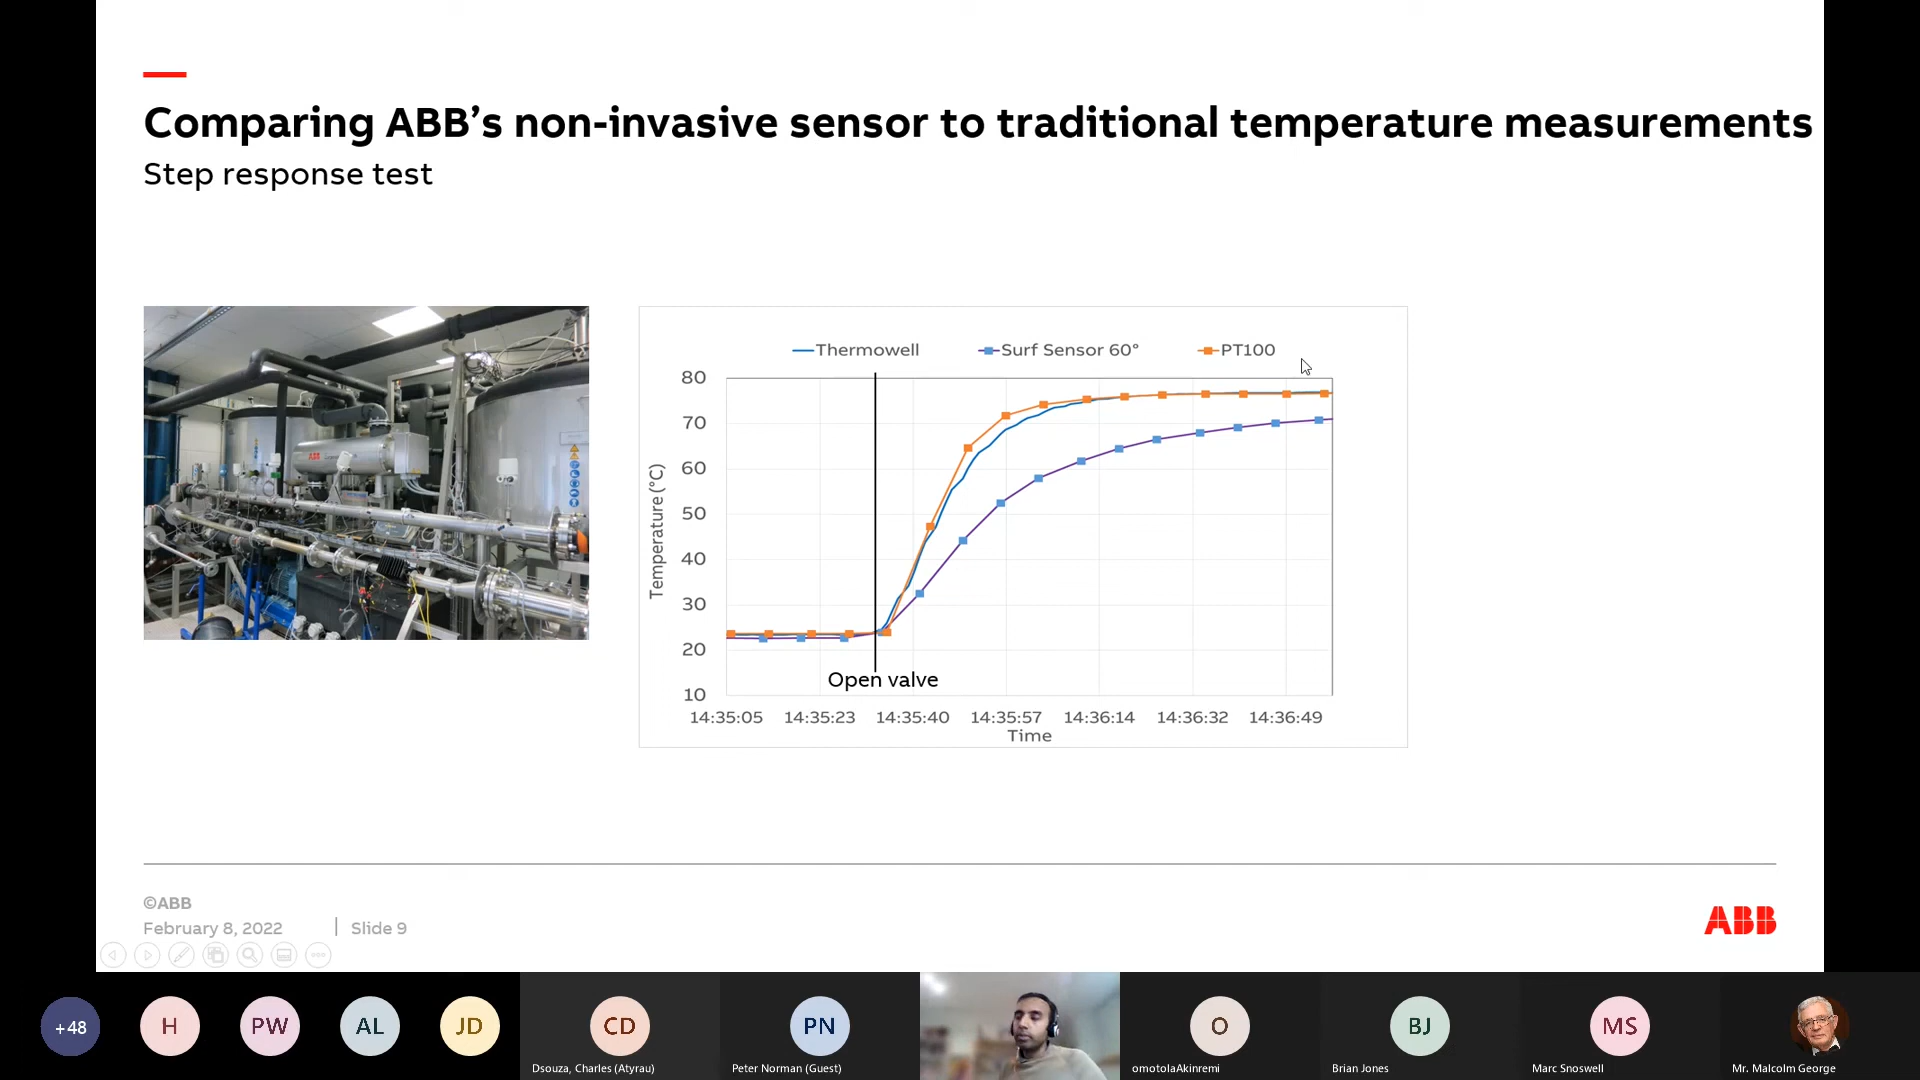 Comparing ABB’s non-invasive sensor to traditional temperature measurements
Step response test
ABB
Thermowell
Surf Sensor 60°
PT100
Temperature (°C)
80
70
60
50
40
30
20
10
Open valve
14:35:05 14:35:23 14:35:40 14:35:57 14:36:14 14:36:32 14:36:49
Time
©ABB
February 8, 2022 | Slide 9
ABB
+48
H
PW
AL
JD
CD
Dsouza, Charles (Atyrau)
PN
Peter Norman (Guest)
O
omotolaAkinremi
BJ
Brian Jones
MS
Marc Snoswell
Mr. Malcolm George